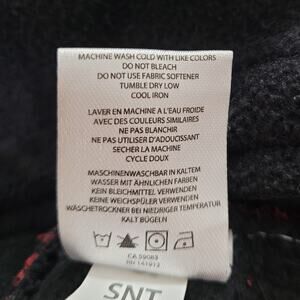 MACHINE WASH COLD WITH LIKE COLORS
DO NOT BLEACH
DO NOT USE FABRIC SOFTENER
TUMBLE DRY LOW
COOL IRON
LAVER EN MACHINE A L'EAU FROIDE
AVEC DES COULEURS SIMILAIRES
NE PAS BLANCHIR
NE PAS UTILISER D'ADOUCISSANT
SECHER LA MACHINE
CYCLE DOUX
MASCHINENWASCHBAR IN KALTEM
WASSER MIT ÄHNLICHEN FARBEN
KEIN BLEICHMITTEL VERWENDEN
KEINE WEICHSPÜLER VERWENDEN
WÄSCHETROCKNER BEI NIEDRIGER TEMPERATUR
KALT BÜGELN
CA 59083
RN 141912
SNT